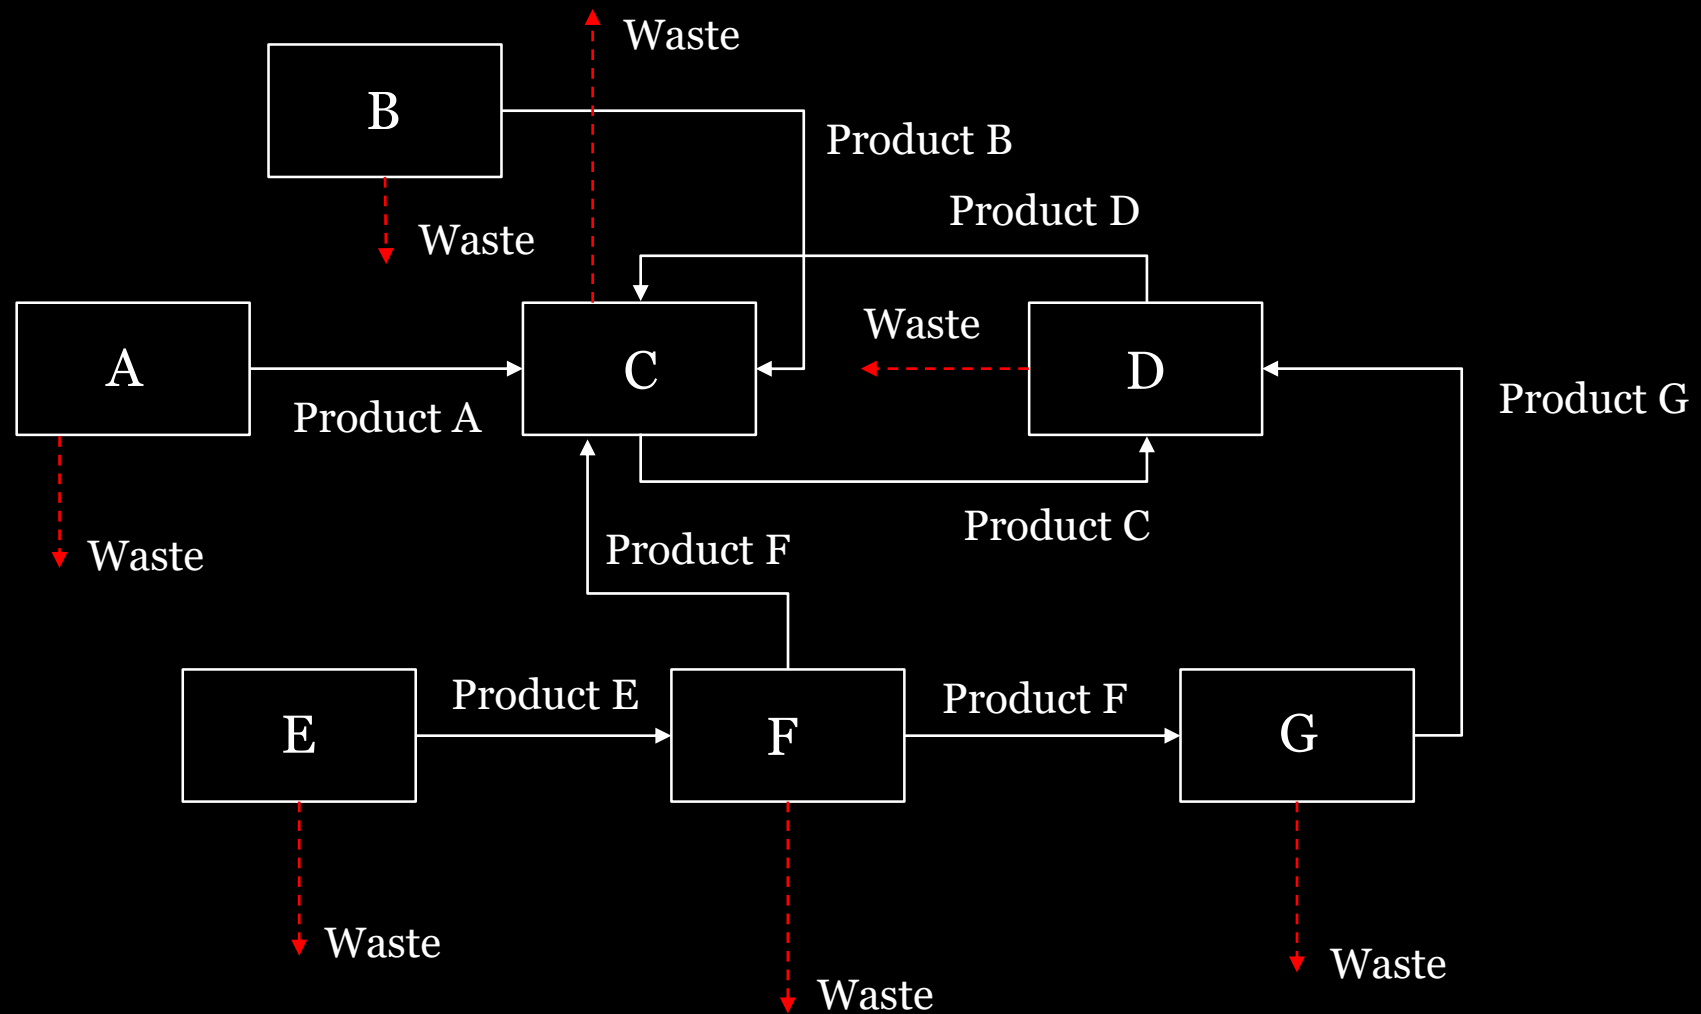 Waste
B
Product B
Product D
Waste
Waste
A
C
D
Product G
Product A
Product C
Product F
Waste
Product E
Product F
E
F
G
Waste
Waste
Waste